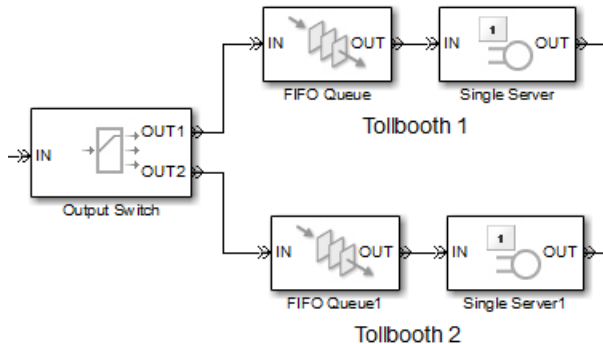 IN
OUT
FIFO Queue
IN
1
OUT
Single Server
Tollbooth 1
IN
OUT1
OUT2
Output Switch
IN
OUT
FIFO Queue1
IN
1
OUT
Single Server1
Tollbooth 2